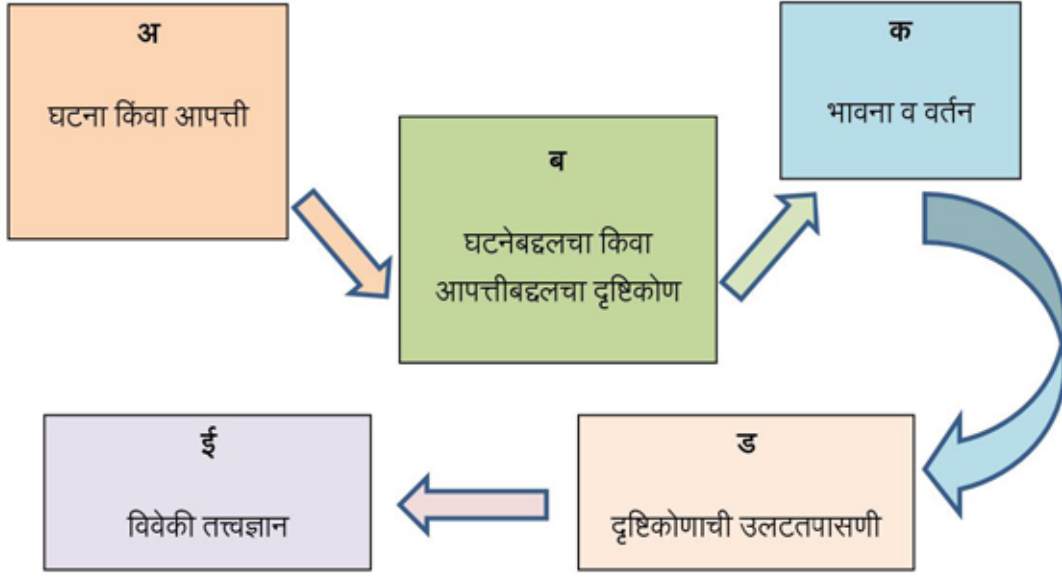 अ
घटना किंवा आपत्ती
ब
घटनेबद्दलचा किवा
आपत्तीबद्दलचा दृष्टिकोण
क
भावना व वर्तन
ड
दृष्टिकोणाची उलटतपासणी
ई
विवेकी तत्त्वज्ञान